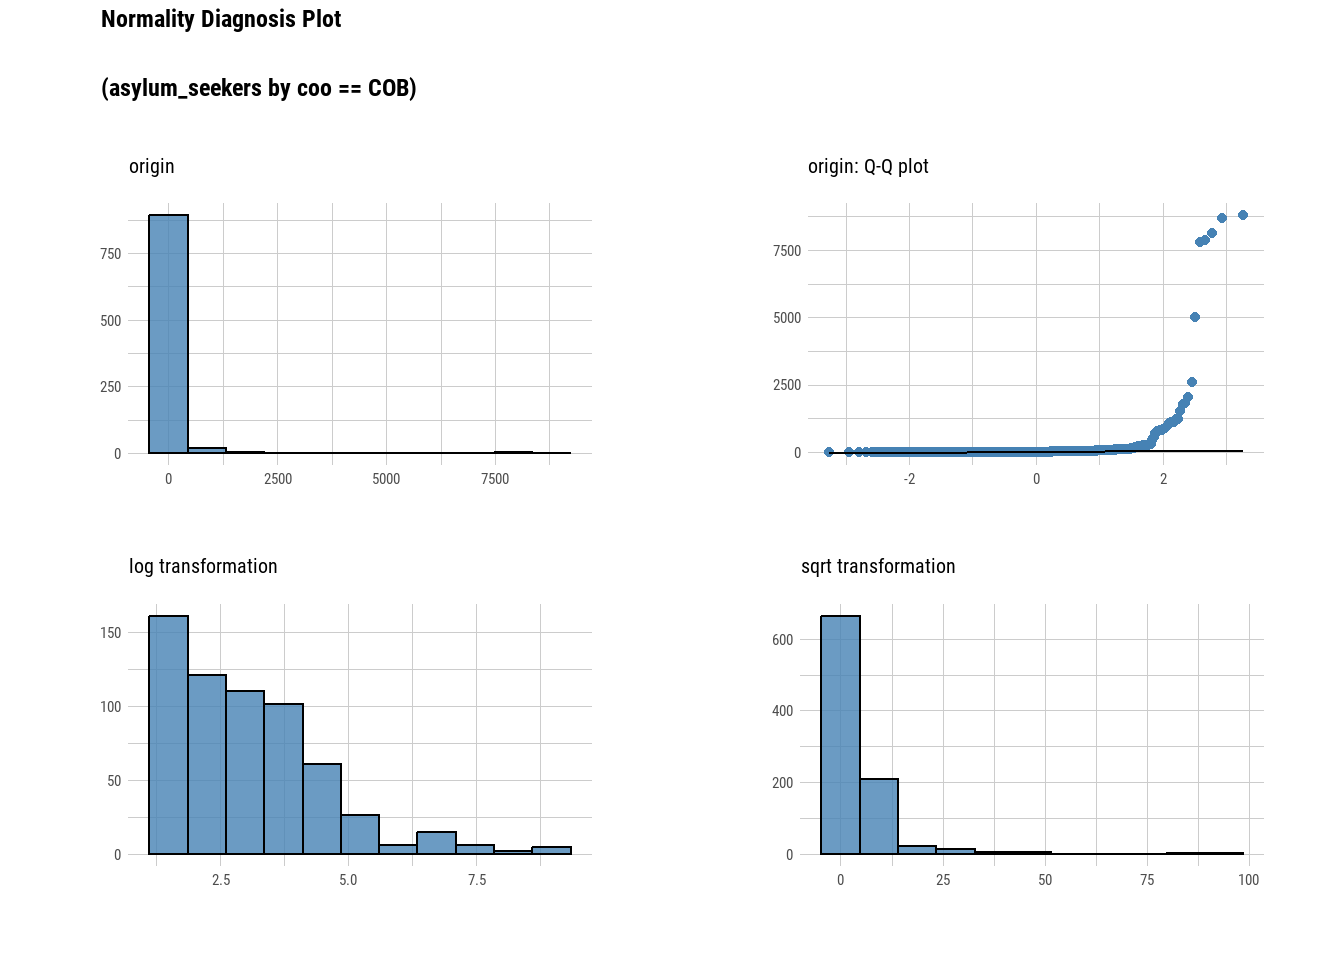 Normality Diagnosis Plot
(asylum_seekers by coo == COB)
origin
750
500
250
0
0 2500 5000 7500
origin: Q-Q plot
7500
5000
2500
0
-2 0 2
log transformation
150
100
50
0
2.5 5.0 7.5
sqrt transformation
600
400
200
0
0 25 50 75 100